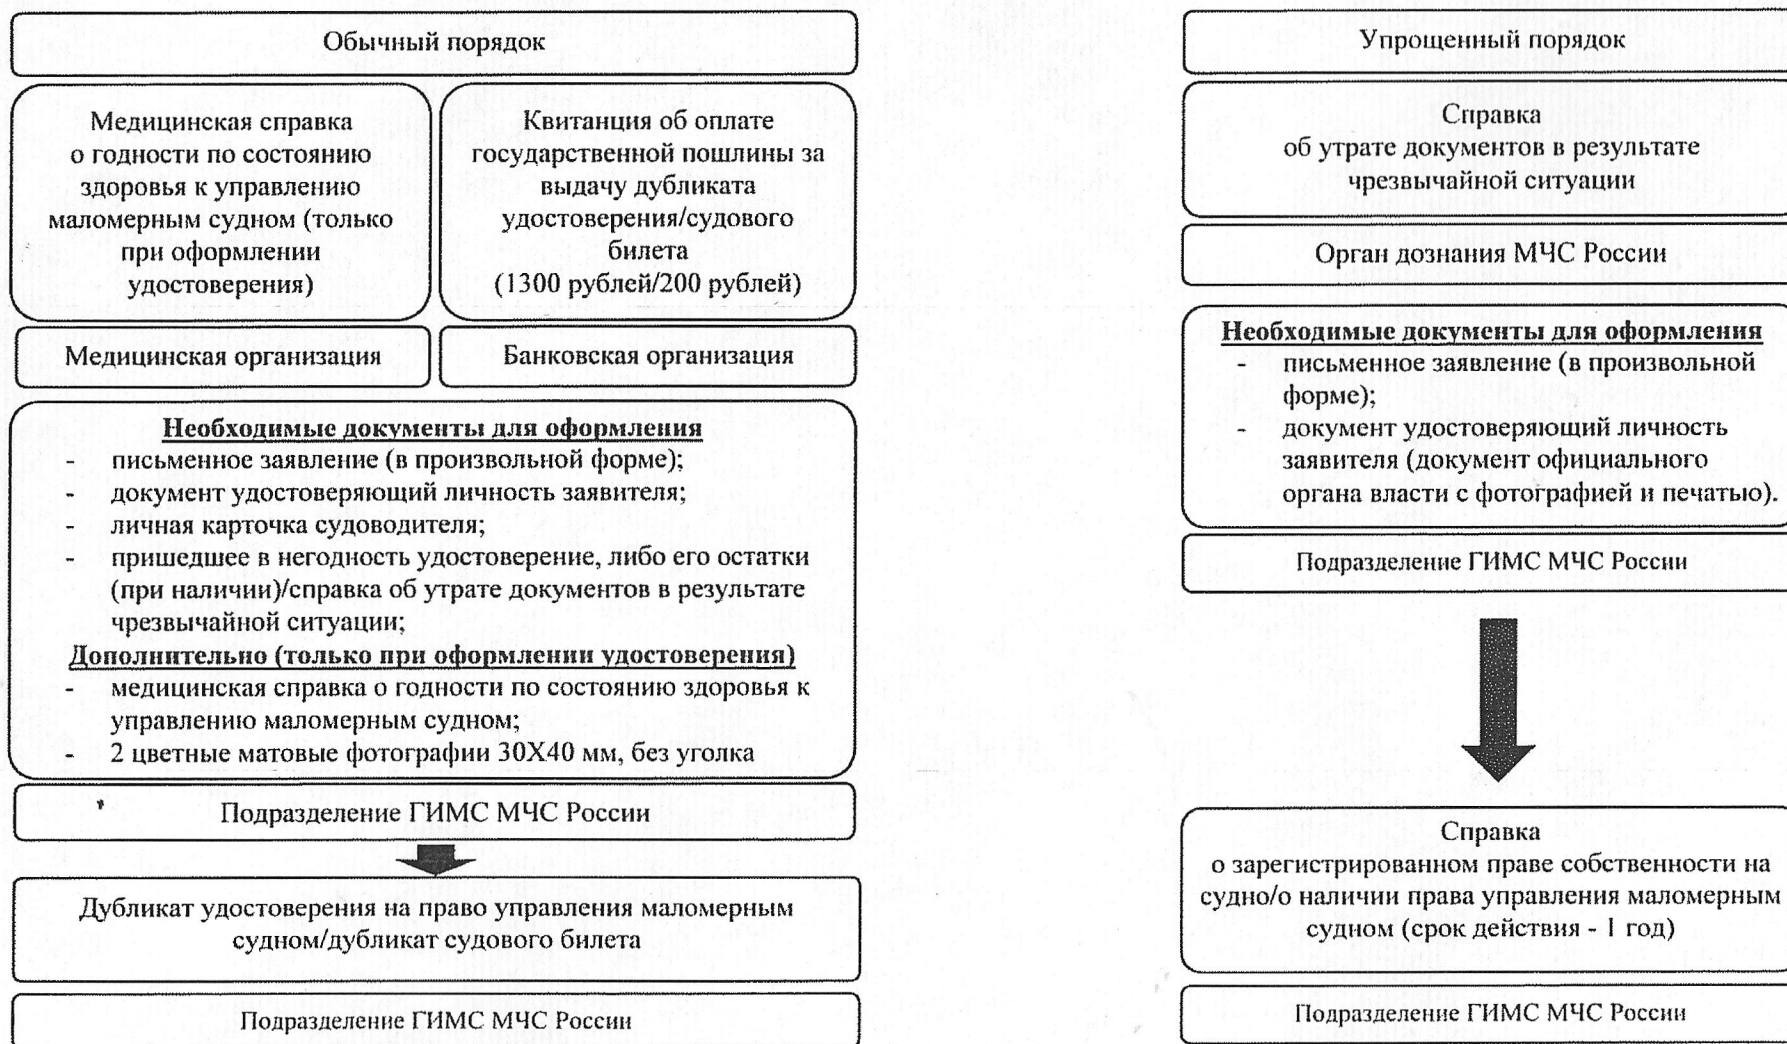 Обычный порядок
Медицинская справка
о годности по состоянию
здоровья к управлению
маломерным судном (только
при оформлении
удостоверения)
Квитанция об оплате
государственной пошлины за
выдачу дубликата
удостоверения/судового
билета
(1300 рублей/200 рублей)
Медицинская организация
Банковская организация
Необходимые документы для оформления
- письменное заявление (в произвольной форме);
- документ удостоверяющий личность заявителя;
- личная карточка судоводителя;
- пришедшее в негодность удостоверение, либо его остатки
(при наличии)/справка об утрате документов в результате
чрезвычайной ситуации;
Дополнительно (только при оформлении удостоверения)
- медицинская справка о годности по состоянию здоровья к
управлению маломерным судном;
- 2 цветные матовые фотографии 30Х40 мм, без уголка
Подразделение ГИМС МЧС России
Дубликат удостоверения на право управления маломерным
судном/дубликат судового билета
Подразделение ГИМС МЧС России
Упрощенный порядок
Справка
об утрате документов в результате
чрезвычайной ситуации
Орган дознания МЧС России
Необходимые документы для оформления
- письменное заявление (в произвольной
форме);
- документ удостоверяющий личность
заявителя (документ официального
органа власти с фотографией и печатью).
Подразделение ГИМС МЧС России
Справка
о зарегистрированном праве собственности на
судно/о наличии права управления маломерным
судном (срок действия - 1 год)
Подразделение ГИМС МЧС России